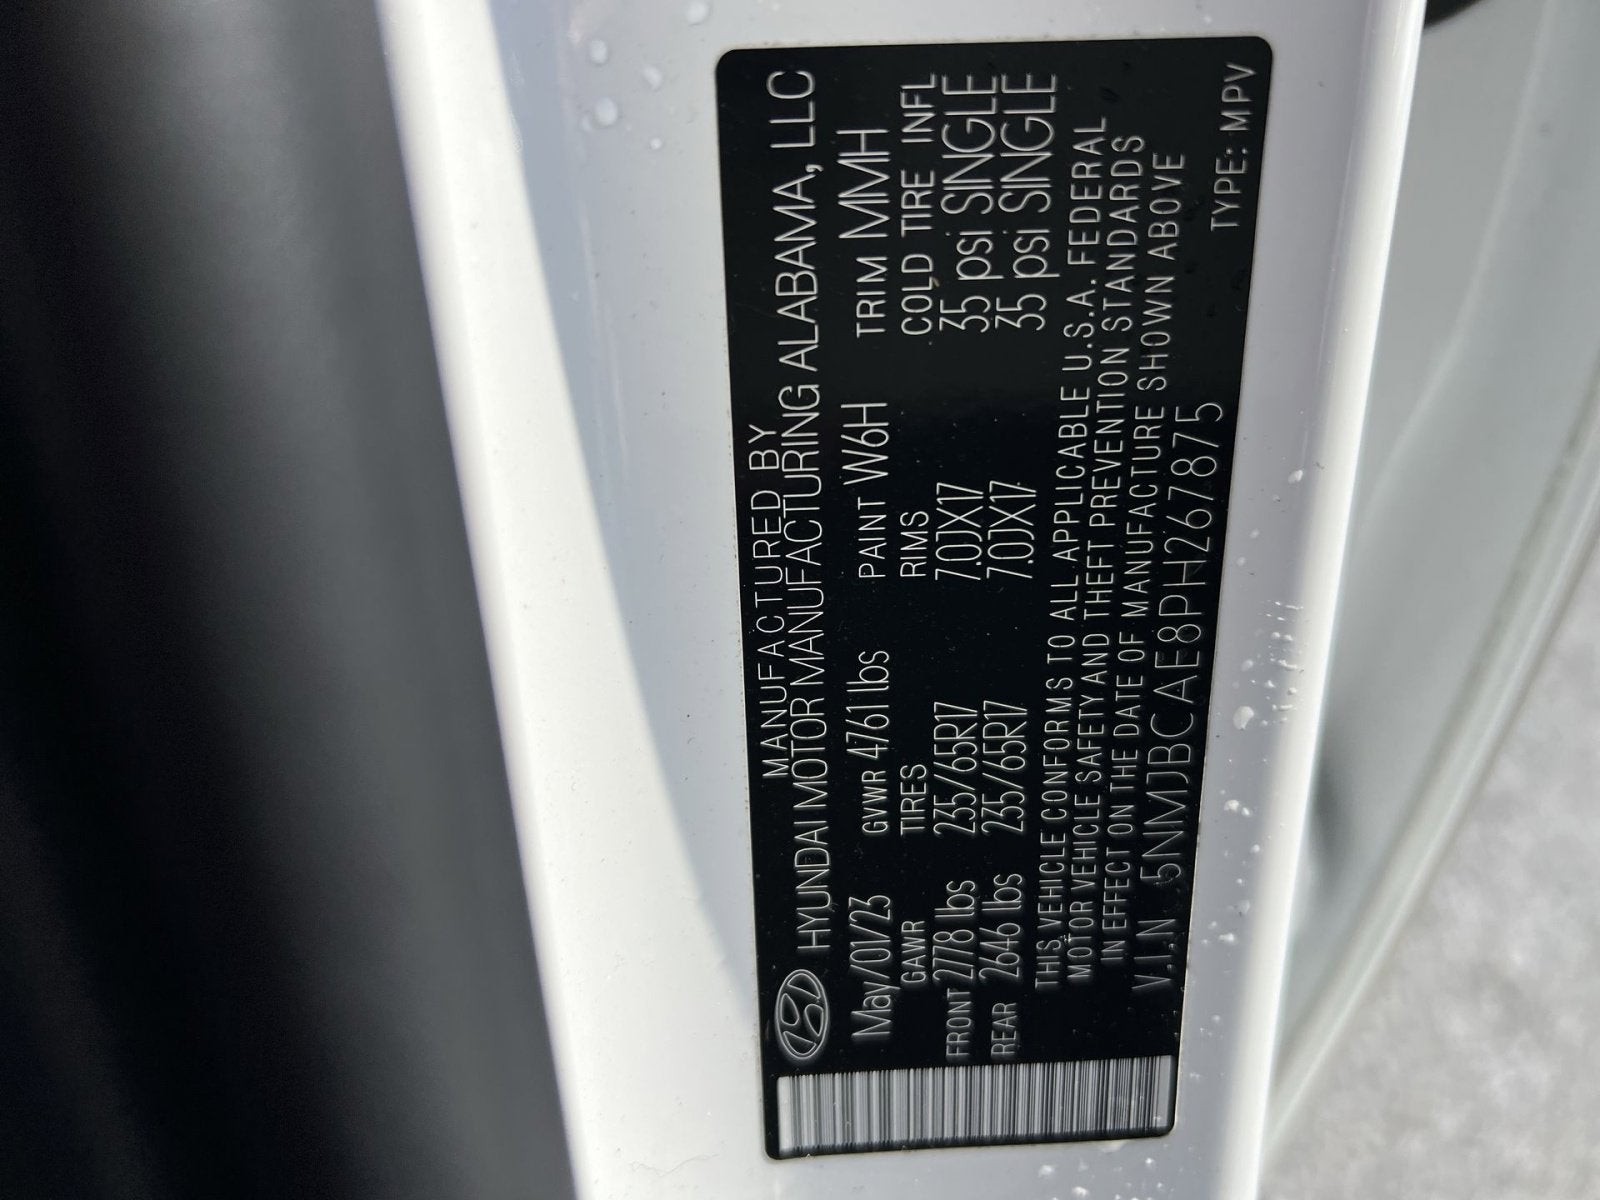 MANUFACTURED BY
HYUNDAI MOTOR MANUFACTURING ALABAMA, LLC
May/01/23 GVWR 4761 lbs PAINT W6H TRIM MMH
GAWR TIRES RIMS COLD TIRE INFL
FRONT 2778 lbs 235/65R17 7.0JX17 35 psi SINGLE
REAR 2646 lbs 235/65R17 7.0JX17 35 psi SINGLE
THIS VEHICLE CONFORMS TO ALL APPLICABLE U.S.A. FEDERAL
MOTOR VEHICLE SAFETY AND THEFT PREVENTION STANDARDS
IN EFFECT ON THE DATE OF MANUFACTURE SHOWN ABOVE
V.I.N 5NMJBCAE8PH267875
TYPE: MPV